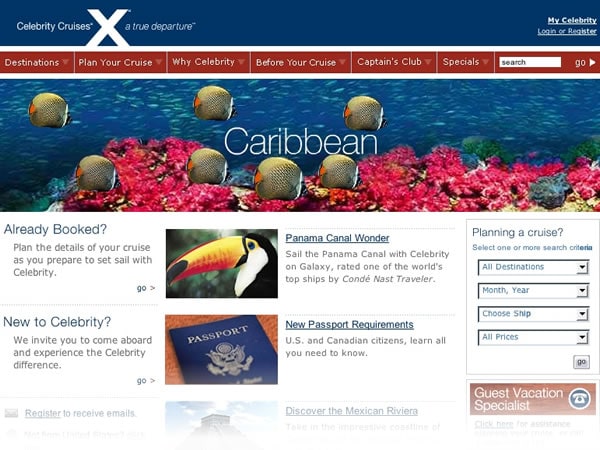 Celebrity Cruises® X a true departure™
My Celebrity
Login or Register
Destinations Plan Your Cruise Why Celebrity Before Your Cruise Captain's Club Specials search go
Caribbean
Already Booked?
Plan the details of your cruise
as you prepare to set sail with
Celebrity.
go >
New to Celebrity?
We invite you to come aboard
and experience the Celebrity
difference.
go >
Register to receive emails.
Not from United States?
PASSPORT
Panama Canal Wonder
Sail the Panama Canal with Celebrity
on Galaxy, rated one of the world's
top ships by Condé Nast Traveler.
New Passport Requirements
U.S. and Canadian citizens, learn all
you need to know.
Discover the Mexican Riviera
Take in the impressive coastline of
Planning a cruise?
Select one or more search criteria
All Destinations
Month, Year
Choose Ship
All Prices
go
Guest Vacation
Specialist
Click here for assistance